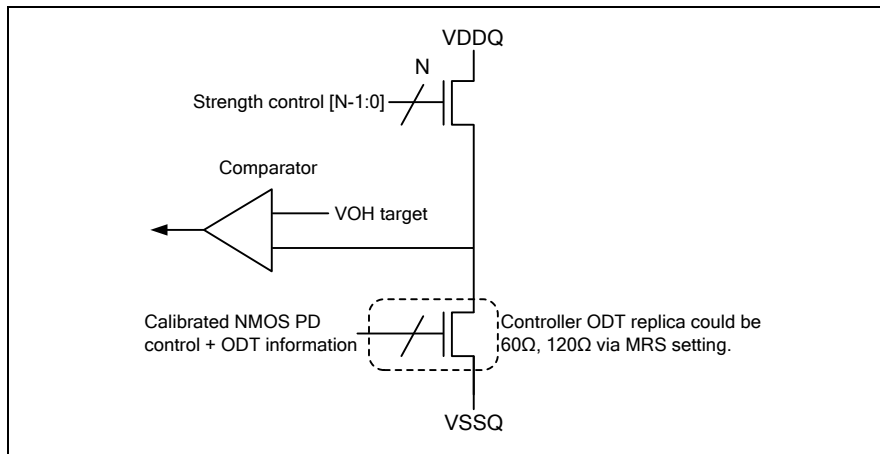 VDDQ
N
Strength control [N-1:0]
Comparator
VOH target
Calibrated NMOS PD
control + ODT information
Controller ODT replica could be
60Ω, 120Ω via MRS setting.
VSSQ